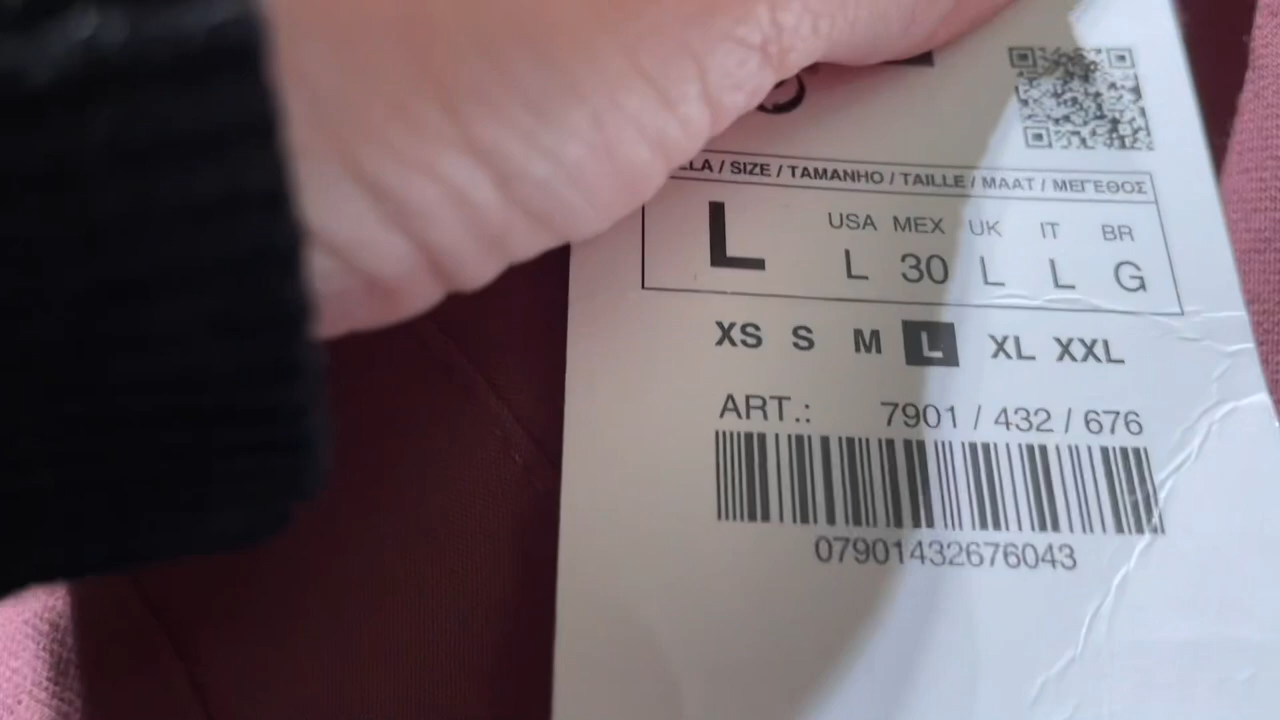 / SIZE / TAMANHO / TAILLE / MAAT / ΜΕΓΕΘΟΣ
L
USA MEX UK IT BR
L 30 L L G
XS S M L XL XXL
ART.: 7901 / 432 / 676
07901432676043